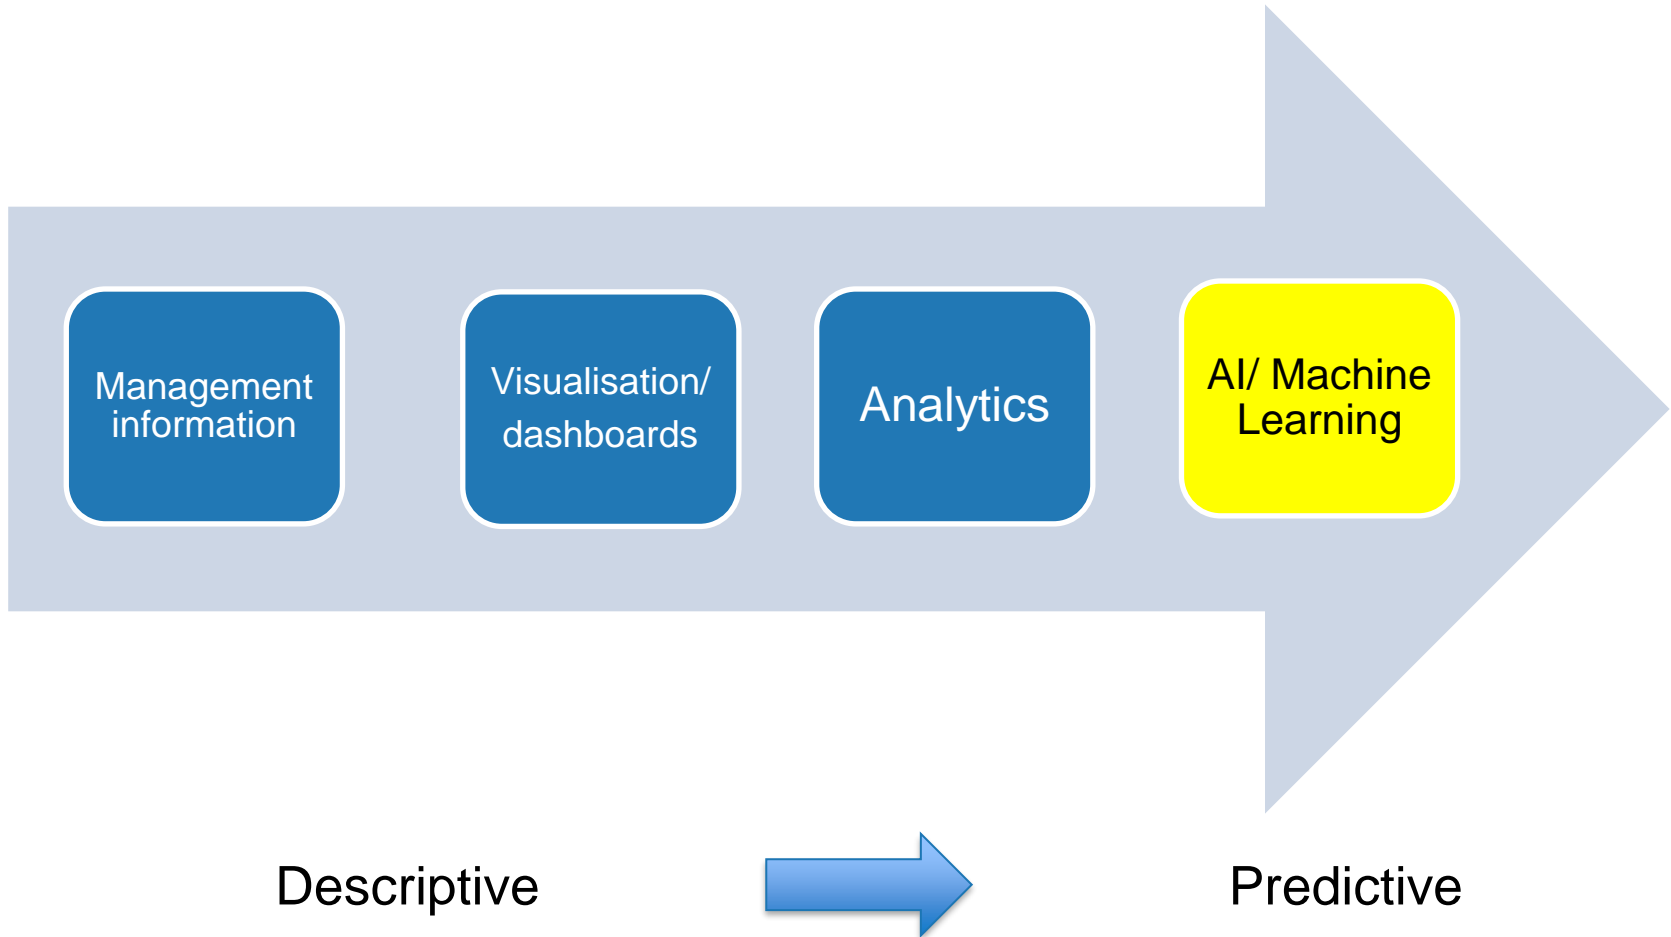 Management
information
Visualisation/
dashboards
Analytics
AI/ Machine
Learning
Descriptive
Predictive